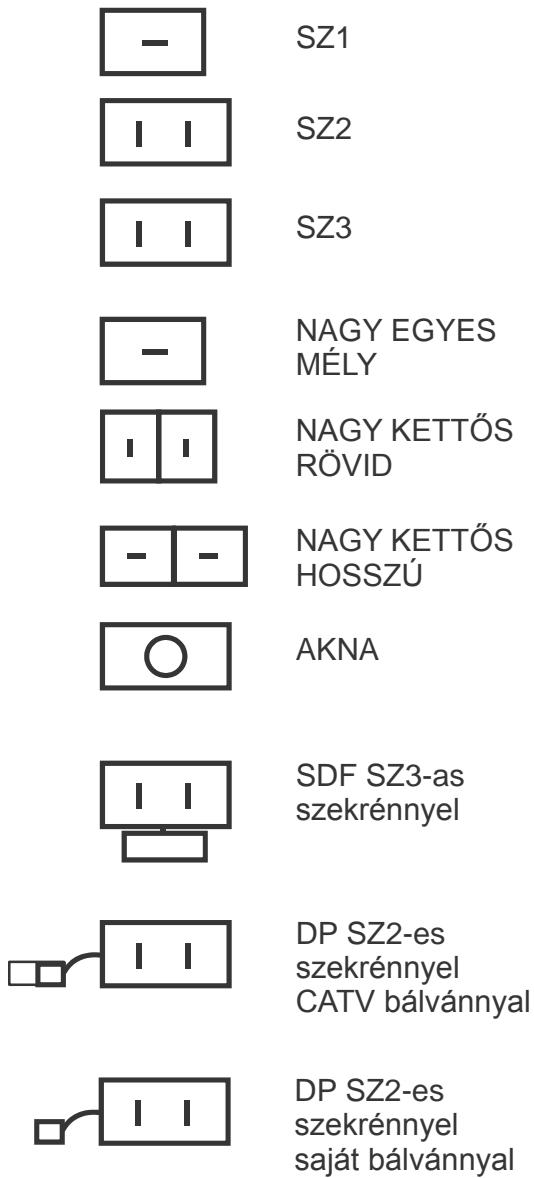 SZ1
SZ2
SZ3
NAGY EGYES
MÉLY
NAGY KETTŐS
RÖVID
NAGY KETTŐS
HOSSZÚ
AKNA
SDF SZ3-as
szekrénnyel
DP SZ2-es
szekrénnyel
CATV bálvánnyal
DP SZ2-es
szekrénnyel
saját bálvánnyal